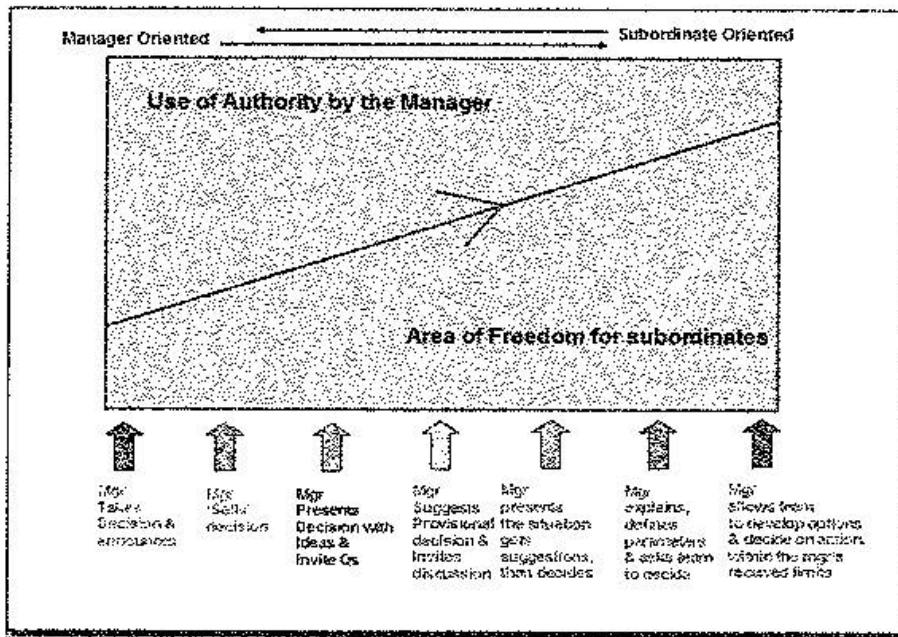 Manager Oriented
Subordinate Oriented
Use of Authority by the Manager
Area of Freedom for subordinates
Mgr
Takes
Decision &
announces
Mgr
'Sells'
decision
Mgr
Presents
Decision with
Ideas &
Invite Qs
Mgr
Suggests
Provisional
decision &
Invites
discussion
Mgr
presents
the situation
gets
suggestions,
then decides
Mgr
explains,
defines
parameters
& asks team
to decide
Mgr
allows team
to develop options
& decide on action,
within the mgr's
received limits